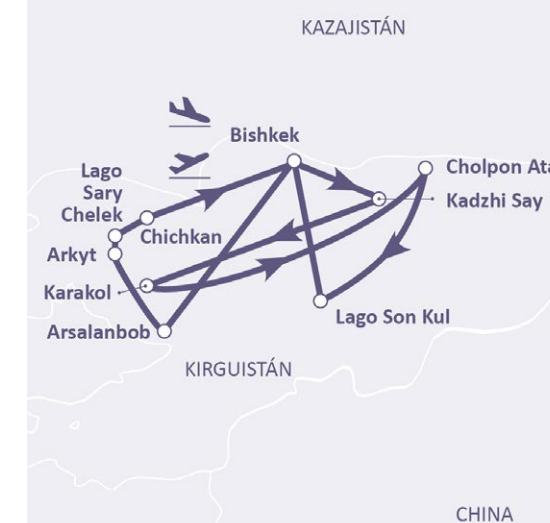 KAZAJISTÁN
Bishkek
Lago
Sary
Chelek
Cholpon Ata
Kadzhi Say
Chichkan
Arkyt
Karakol
Lago Son Kul
Arsalanbob
KIRGUISTÁN
CHINA